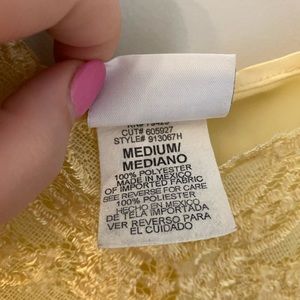 CUT# 605927
STYLE# 913067H
MEDIUM/
MEDIANO
100% POLYESTER
MADE IN MEXICO
OF IMPORTED FABRIC
SEE REVERSE FOR CARE
100% POLIESTER
HECHO EN MEXICO
DE TELA IMPORTADA
VER REVERSO PARA
EL CUIDADO